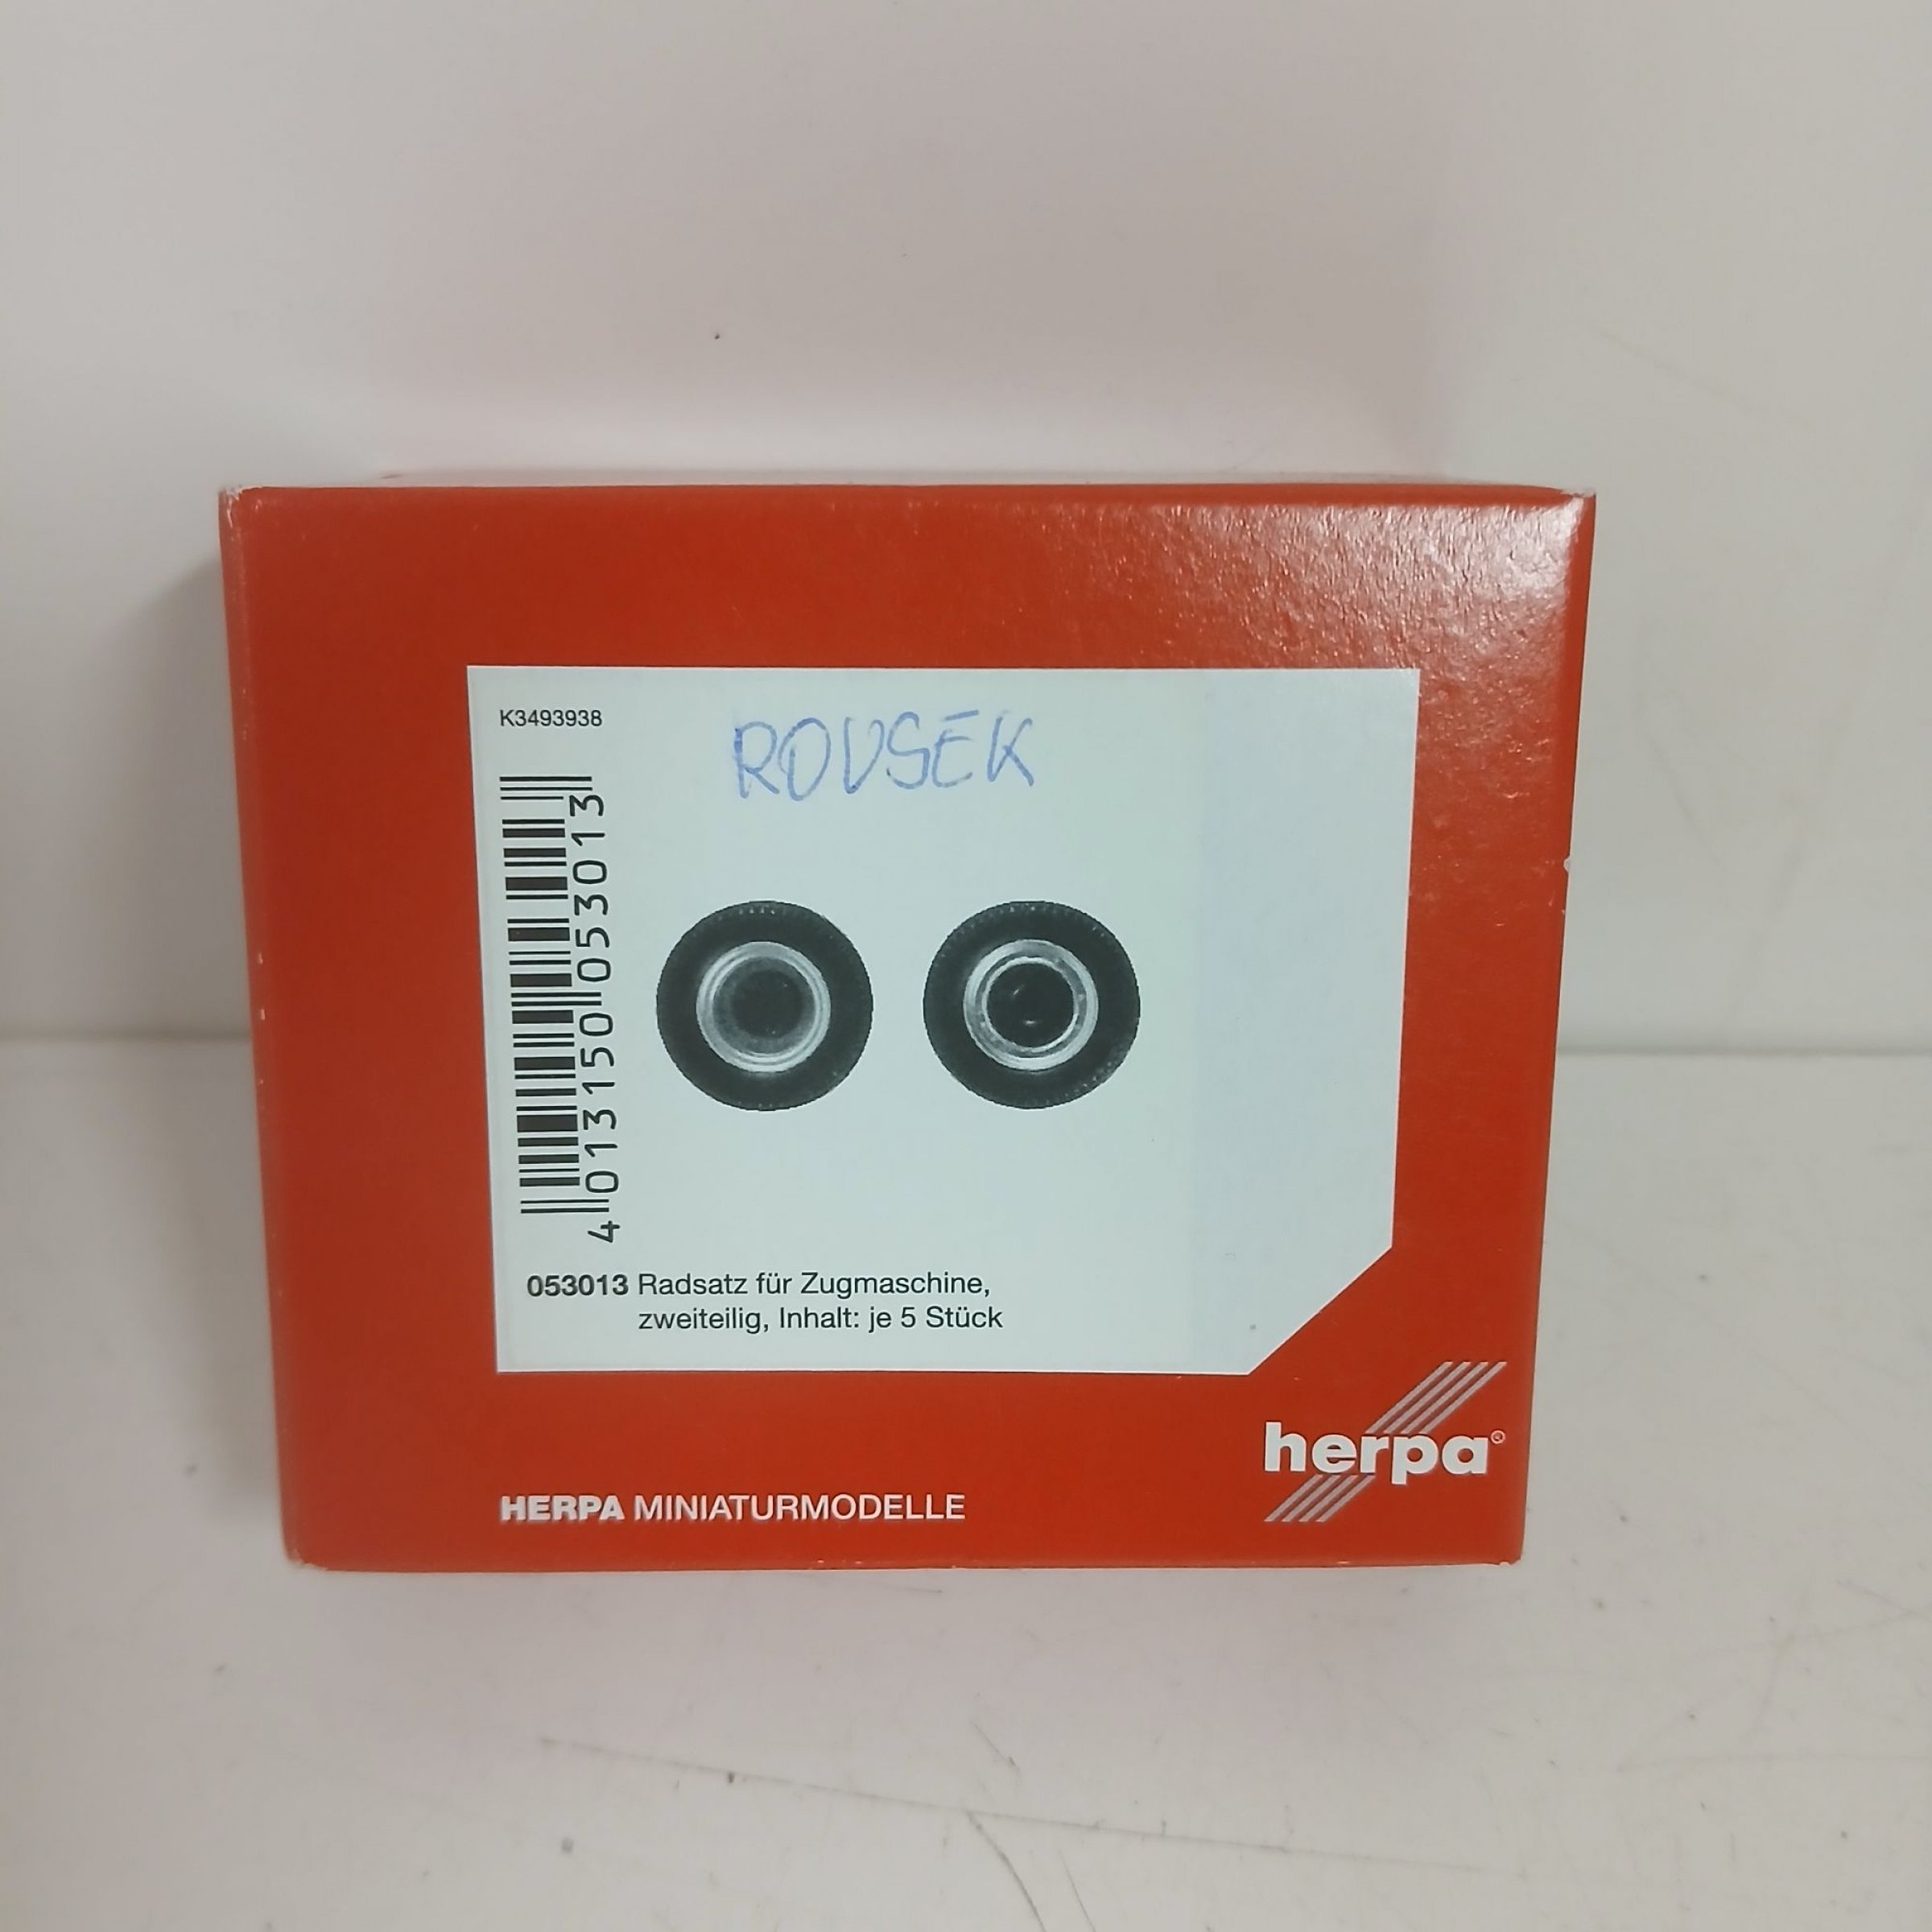 K3493938
ROVSEK
4 013150 053013
053013 Radsatz für Zugmaschine,
zweiteilig, Inhalt: je 5 Stück
herpa®
HERPA MINIATURMODELLE